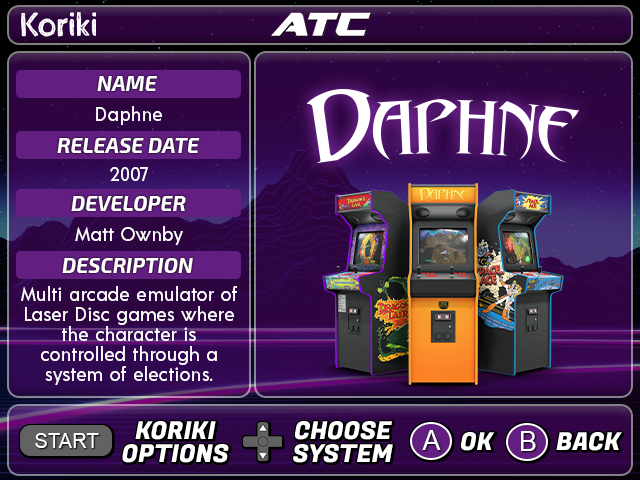 Koriki
ATC
NAME
Daphne
RELEASE DATE
2007
DEVELOPER
Matt Ownby
DESCRIPTION
Multi arcade emulator of
Laser Disc games where
the character is
controlled through a
system of elections.
DAPHNE
DAPHNE
START
KORIKI
OPTIONS
CHOOSE
SYSTEM
A
OK
B
BACK